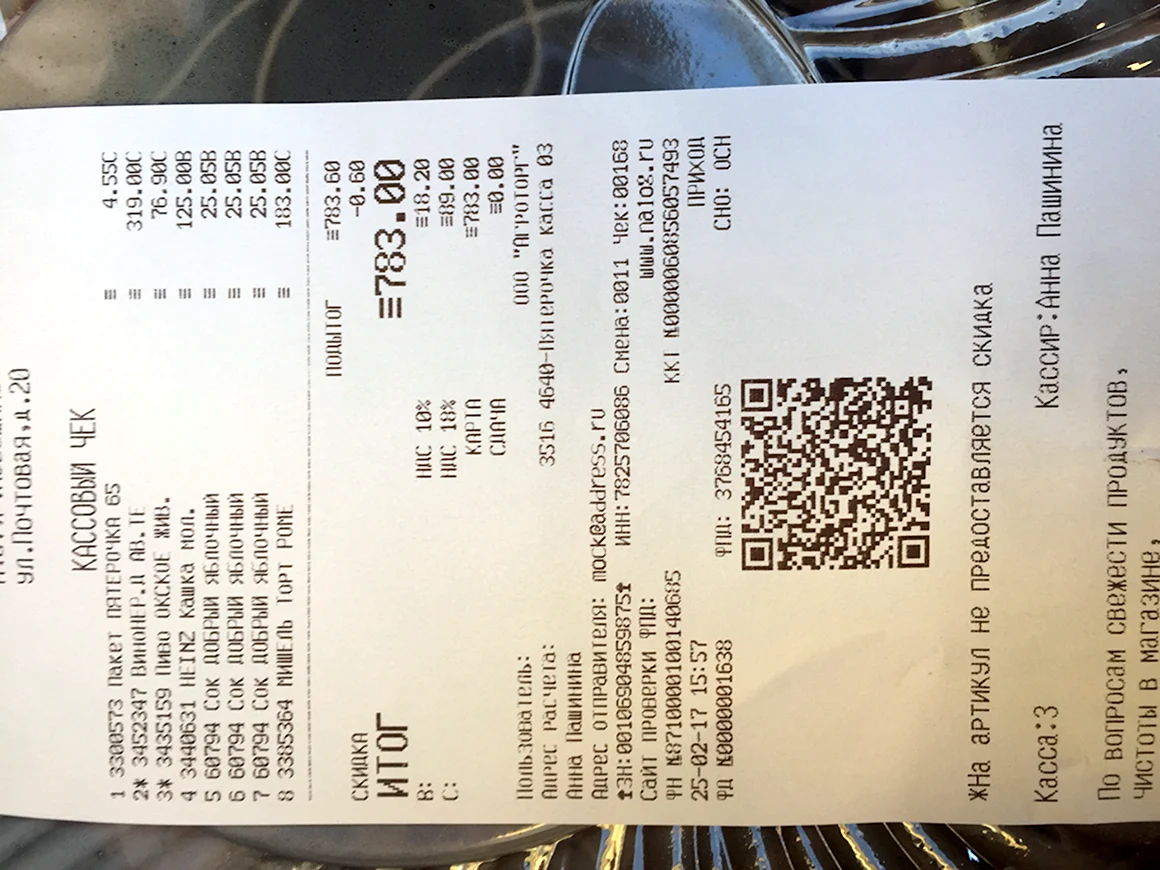 ул.Почтовая,д.20
КАССОВЫЙ ЧЕК
1 3300573 Пакет ПЯТЕРОЧКА 65 ≡ 4.55С
2* 3452347 ВиноНЕР.Д АВ.ТЕ ≡ 319.00С
3* 3435159 Пиво ОКСКОЕ ЖИВ. ≡ 76.90С
4 3440631 HEINZ Кашка мол. ≡ 125.00В
5 60794 Сок ДОБРЫЙ ЯБЛОЧНЫЙ ≡ 25.05В
6 60794 Сок ДОБРЫЙ ЯБЛОЧНЫЙ ≡ 25.05В
7 60794 Сок ДОБРЫЙ ЯБЛОЧНЫЙ ≡ 25.05В
8 3385364 МИШЕЛЬ Торт РОМЕ ≡ 183.00С
ПОДЫТОГ ≡783.60
СКИДКА -0.60
ИТОГ ≡783.00
В: НДС 10% ≡18.20
С: НДС 18% ≡89.00
КАРТА ≡783.00
СДАЧА ≡0.00
Пользователь: ООО "АГРОТОРГ"
Адрес расчета: 3516 4640-Пятерочка касса 03
Анна Пашинина
Адрес отправителя: mock@address.ru
ЗН:00106904859875 ИНН:7825706086 Смена:0011 Чек:00168
Сайт ПРОВЕРКИ ФПД: www.nalog.ru
ФН №8710000100140685 ККТ №0000060856057493
25-02-17 15:57 ПРИХОД
ФД №0000001638 ФПД: 3768454165 СНО: ОСН
жНа артикул не предоставляется скидка
Касса:3 Кассир:Анна Пашинина
По вопросам свежести продуктов,
чистоты в магазине,